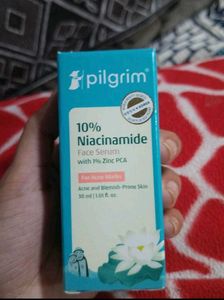 pilgrim
10%
Niacinamide
Face Serum
with 1% Zinc PCA
For Acne Marks
Acne and Blemish-Prone Skin
30 ml | 1.01 fl. oz.